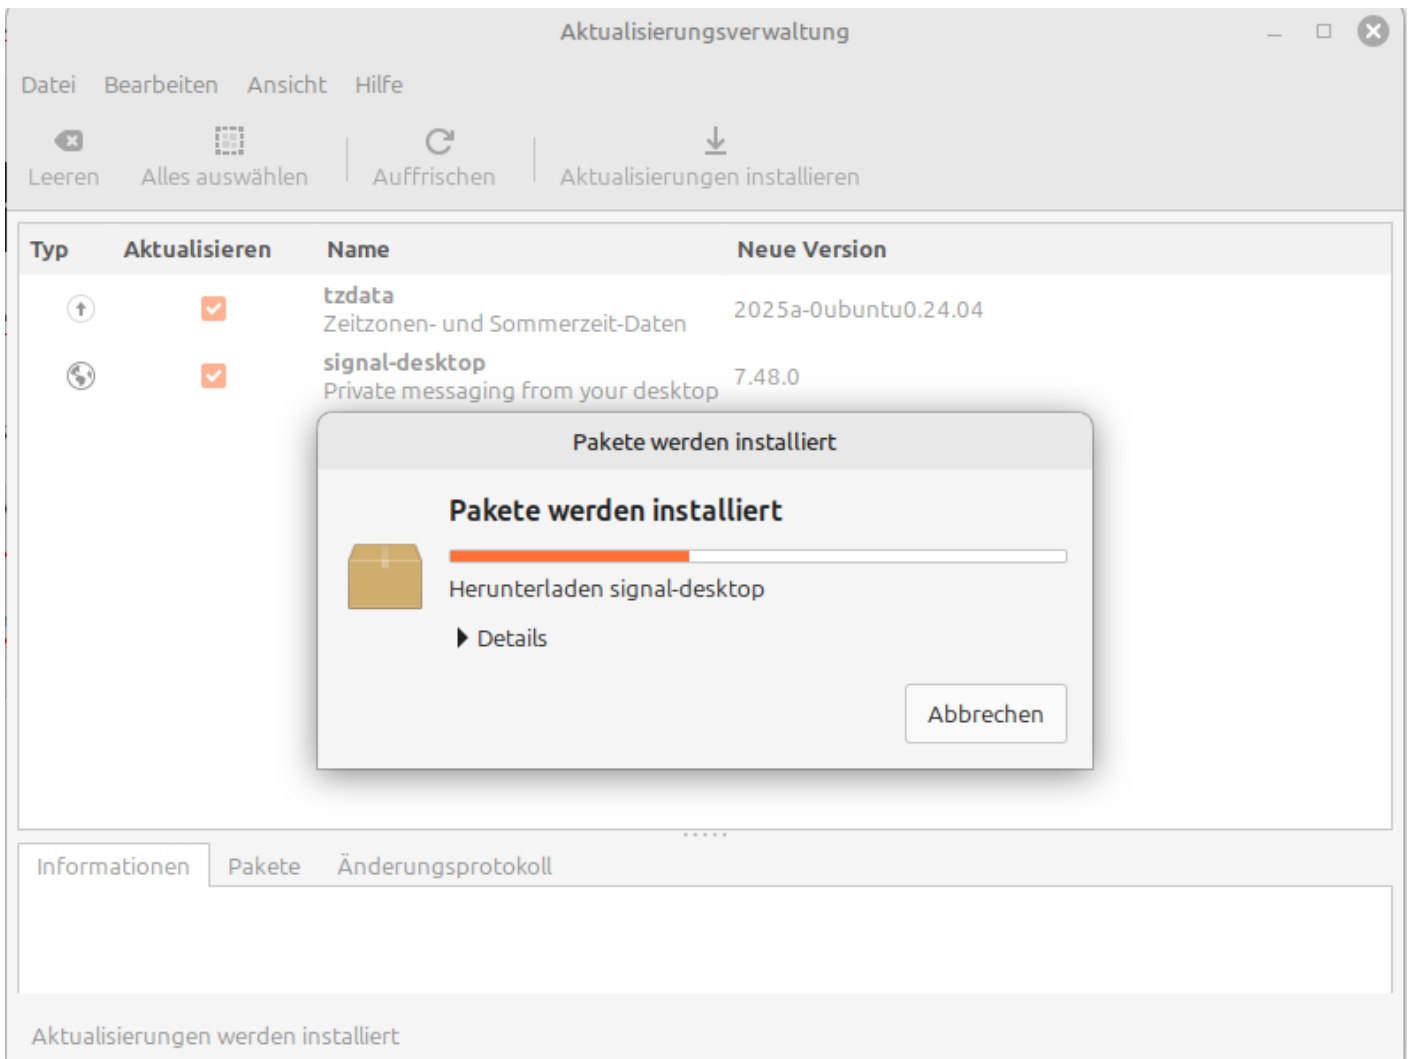 Aktualisierungsverwaltung
Datei Bearbeiten Ansicht Hilfe
Leeren Alles auswählen Auffrischen Aktualisierungen installieren
Typ Aktualisieren Name Neue Version
tzdata
Zeitzonen- und Sommerzeit-Daten
2025a-0ubuntu0.24.04
signal-desktop
Private messaging from your desktop
7.48.0
Pakete werden installiert
Pakete werden installiert
Herunterladen signal-desktop
Details
Abbrechen
Informationen Pakete Änderungsprotokoll
Aktualisierungen werden installiert